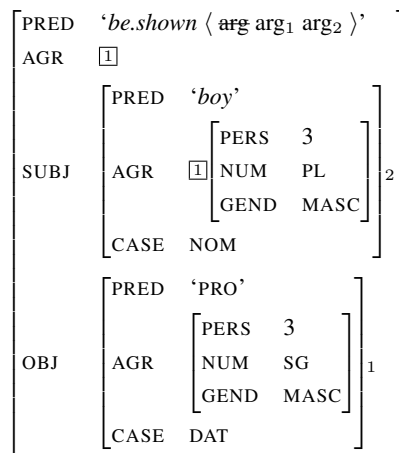 PRED ‘be.shown ⟨ arg arg₁ arg₂ ⟩’
AGR 1
PRED ‘boy’
PERS 3
SUBJ AGR 1 NUM PL 2
GEND MASC
CASE NOM
PRED ‘PRO’
PERS 3
OBJ AGR NUM SG 1
GEND MASC
CASE DAT